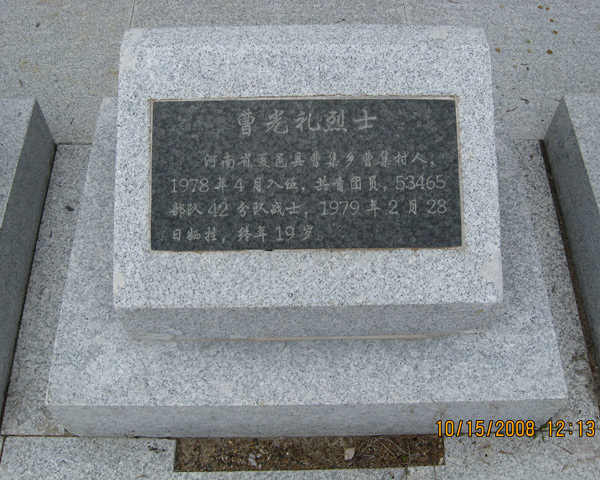 曹光礼烈士
河南省夏邑县曹集乡曹集村人，
1978年4月入伍，共青团员，53465
部队42分队战士，1979年2月28
日牺牲，终年19岁
10/15/2008 12:13